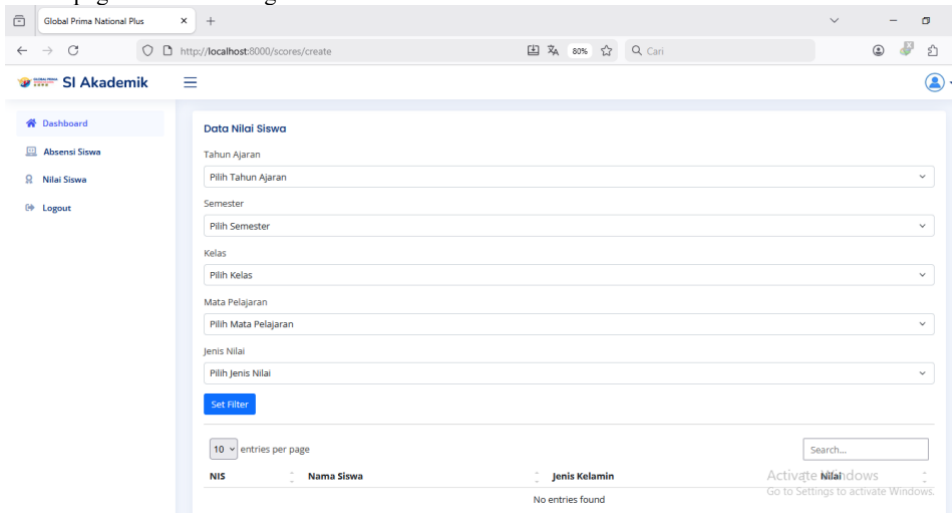 Global Prima National Plus
http://localhost:8000/scores/create
80%
Cari
SI Akademik
Dashboard
Absensi Siswa
Nilai Siswa
Logout
Data Nilai Siswa
Tahun Ajaran
Pilih Tahun Ajaran
Semester
Pilih Semester
Kelas
Pilih Kelas
Mata Pelajaran
Pilih Mata Pelajaran
Jenis Nilai
Pilih Jenis Nilai
Set Filter
10 entries per page
Search...
NIS Nama Siswa Jenis Kelamin Nilai
No entries found
Activate Windows
Go to Settings to activate Windows.